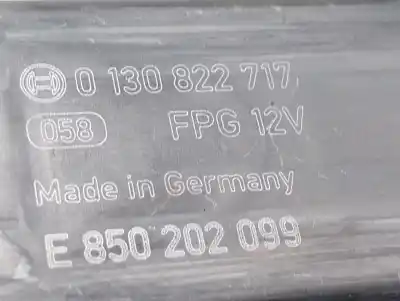 0 130 822 717
058 FPG 12V
Made in Germany
E 850 202 099